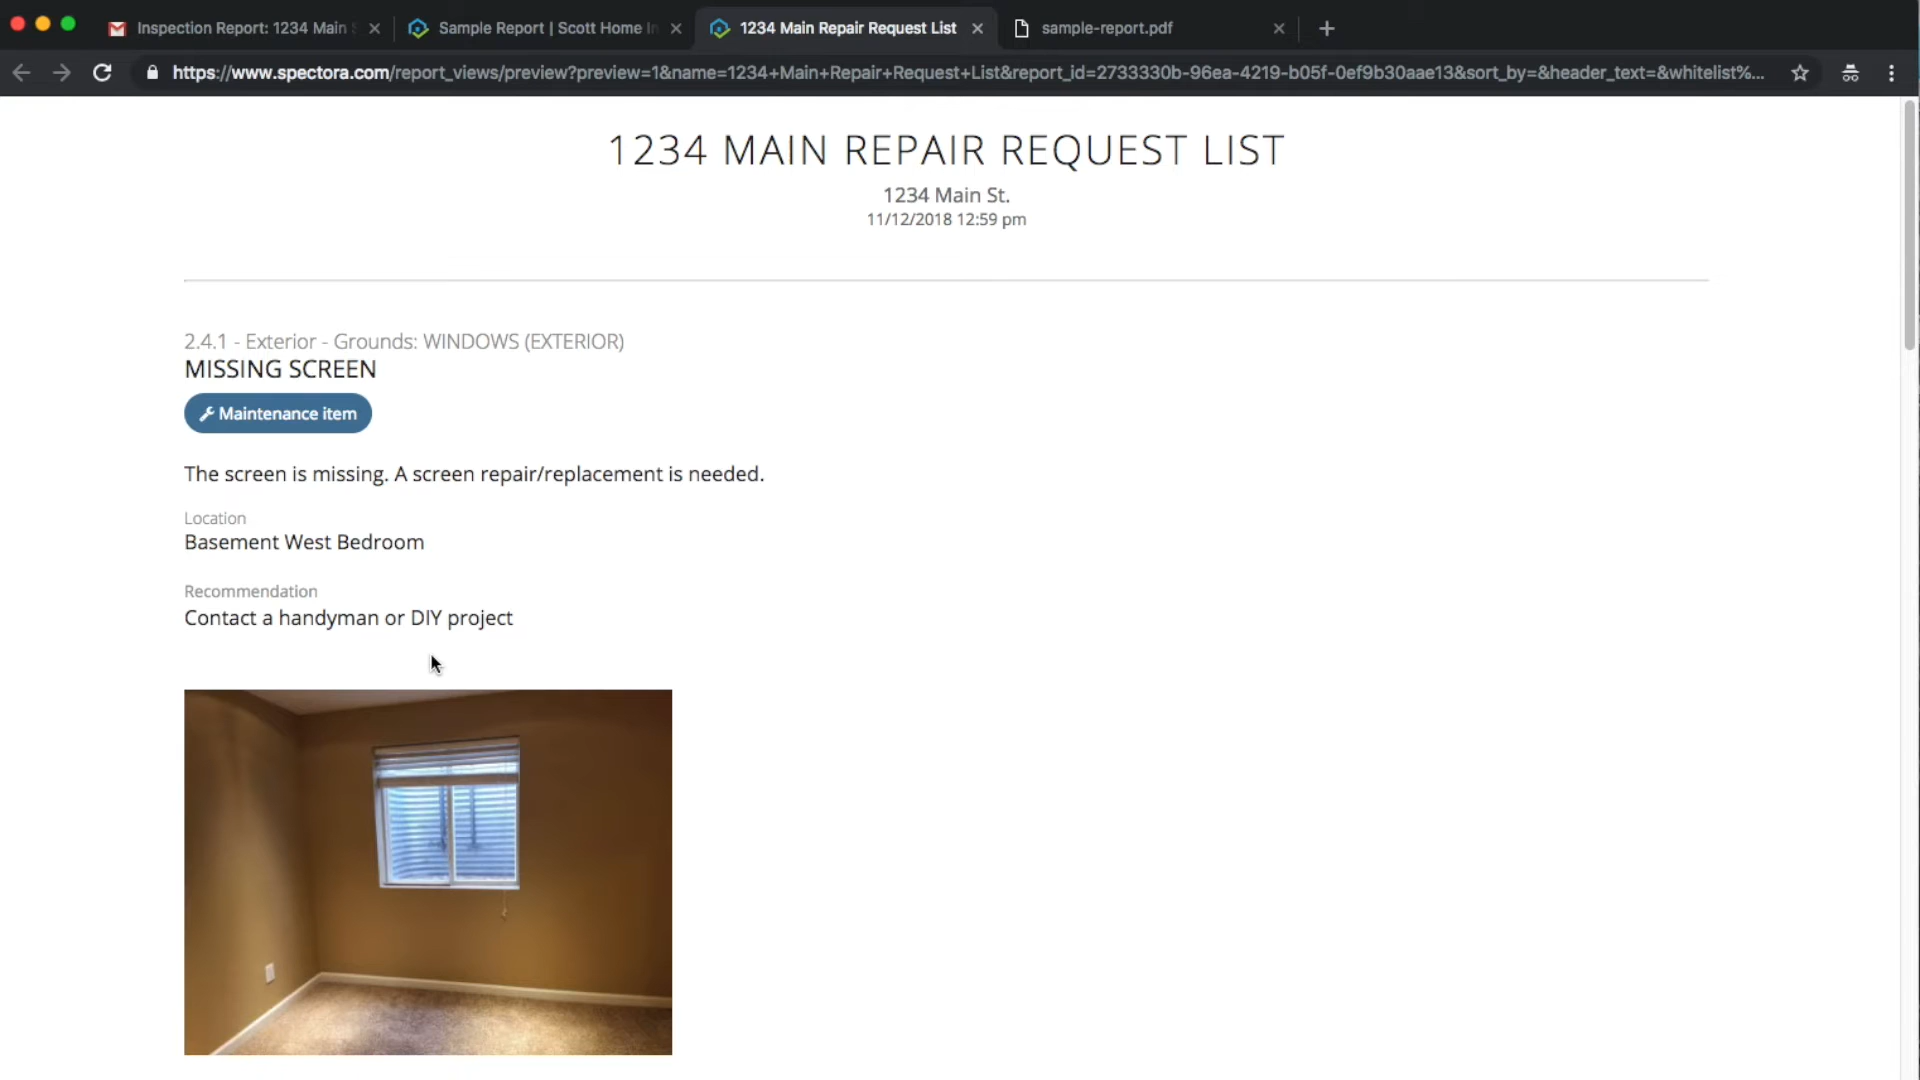 Inspection Report: 1234 Main
Sample Report | Scott Home In
1234 Main Repair Request List
sample-report.pdf
https://www.spectora.com/report_views/preview?preview=1&name=1234+Main+Repair+Request+List&report_id=2733330b-96ea-4219-b05f-0ef9b30aae13&sort_by=&header_text=&whitelist%...
1234 MAIN REPAIR REQUEST LIST
1234 Main St.
11/12/2018 12:59 pm
2.4.1 - Exterior - Grounds: WINDOWS (EXTERIOR)
MISSING SCREEN
Maintenance item
The screen is missing. A screen repair/replacement is needed.
Location
Basement West Bedroom
Recommendation
Contact a handyman or DIY project